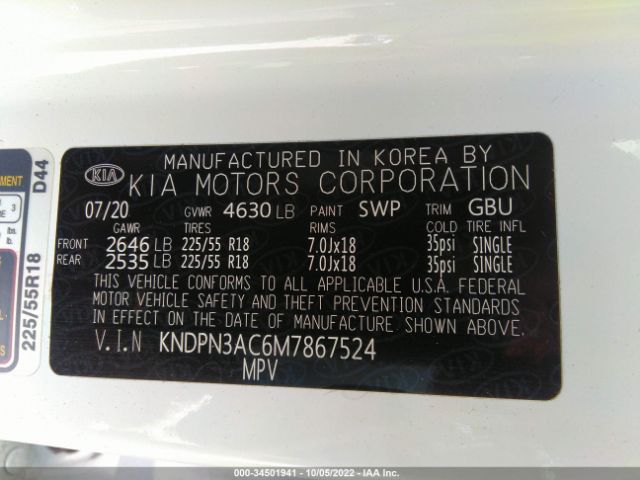 MANUFACTURED IN KOREA BY
KIA KIA MOTORS CORPORATION
07/20 GVWR 4630 LB PAINT SWP TRIM GBU
GAWR TIRES RIMS COLD TIRE INFL
FRONT 2646 LB 225/55 R18 7.0Jx18 35psi SINGLE
REAR 2535 LB 225/55 R18 7.0Jx18 35psi SINGLE
THIS VEHICLE CONFORMS TO ALL APPLICABLE U.S.A. FEDERAL
MOTOR VEHICLE SAFETY AND THEFT PREVENTION STANDARDS
IN EFFECT ON THE DATE OF MANUFACTURE SHOWN ABOVE.
V.I.N KNDPN3AC6M7867524
MPV
225/55R18 D44
000-34501941 - 10/05/2022 - IAA Inc.